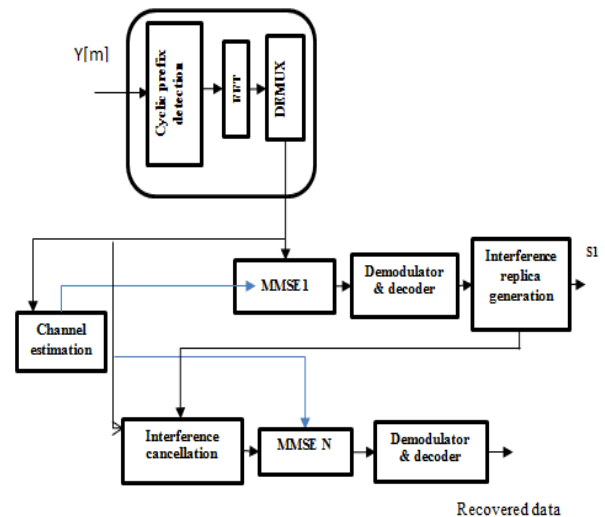 Y[m]
Cyclic prefix
detection
FFT
DEMUX
MMSE1
Demodulator
& decoder
Interference
replica
generation
S1
Channel
estimation
Interference
cancellation
MMSE N
Demodulator
& decoder
Recovered data